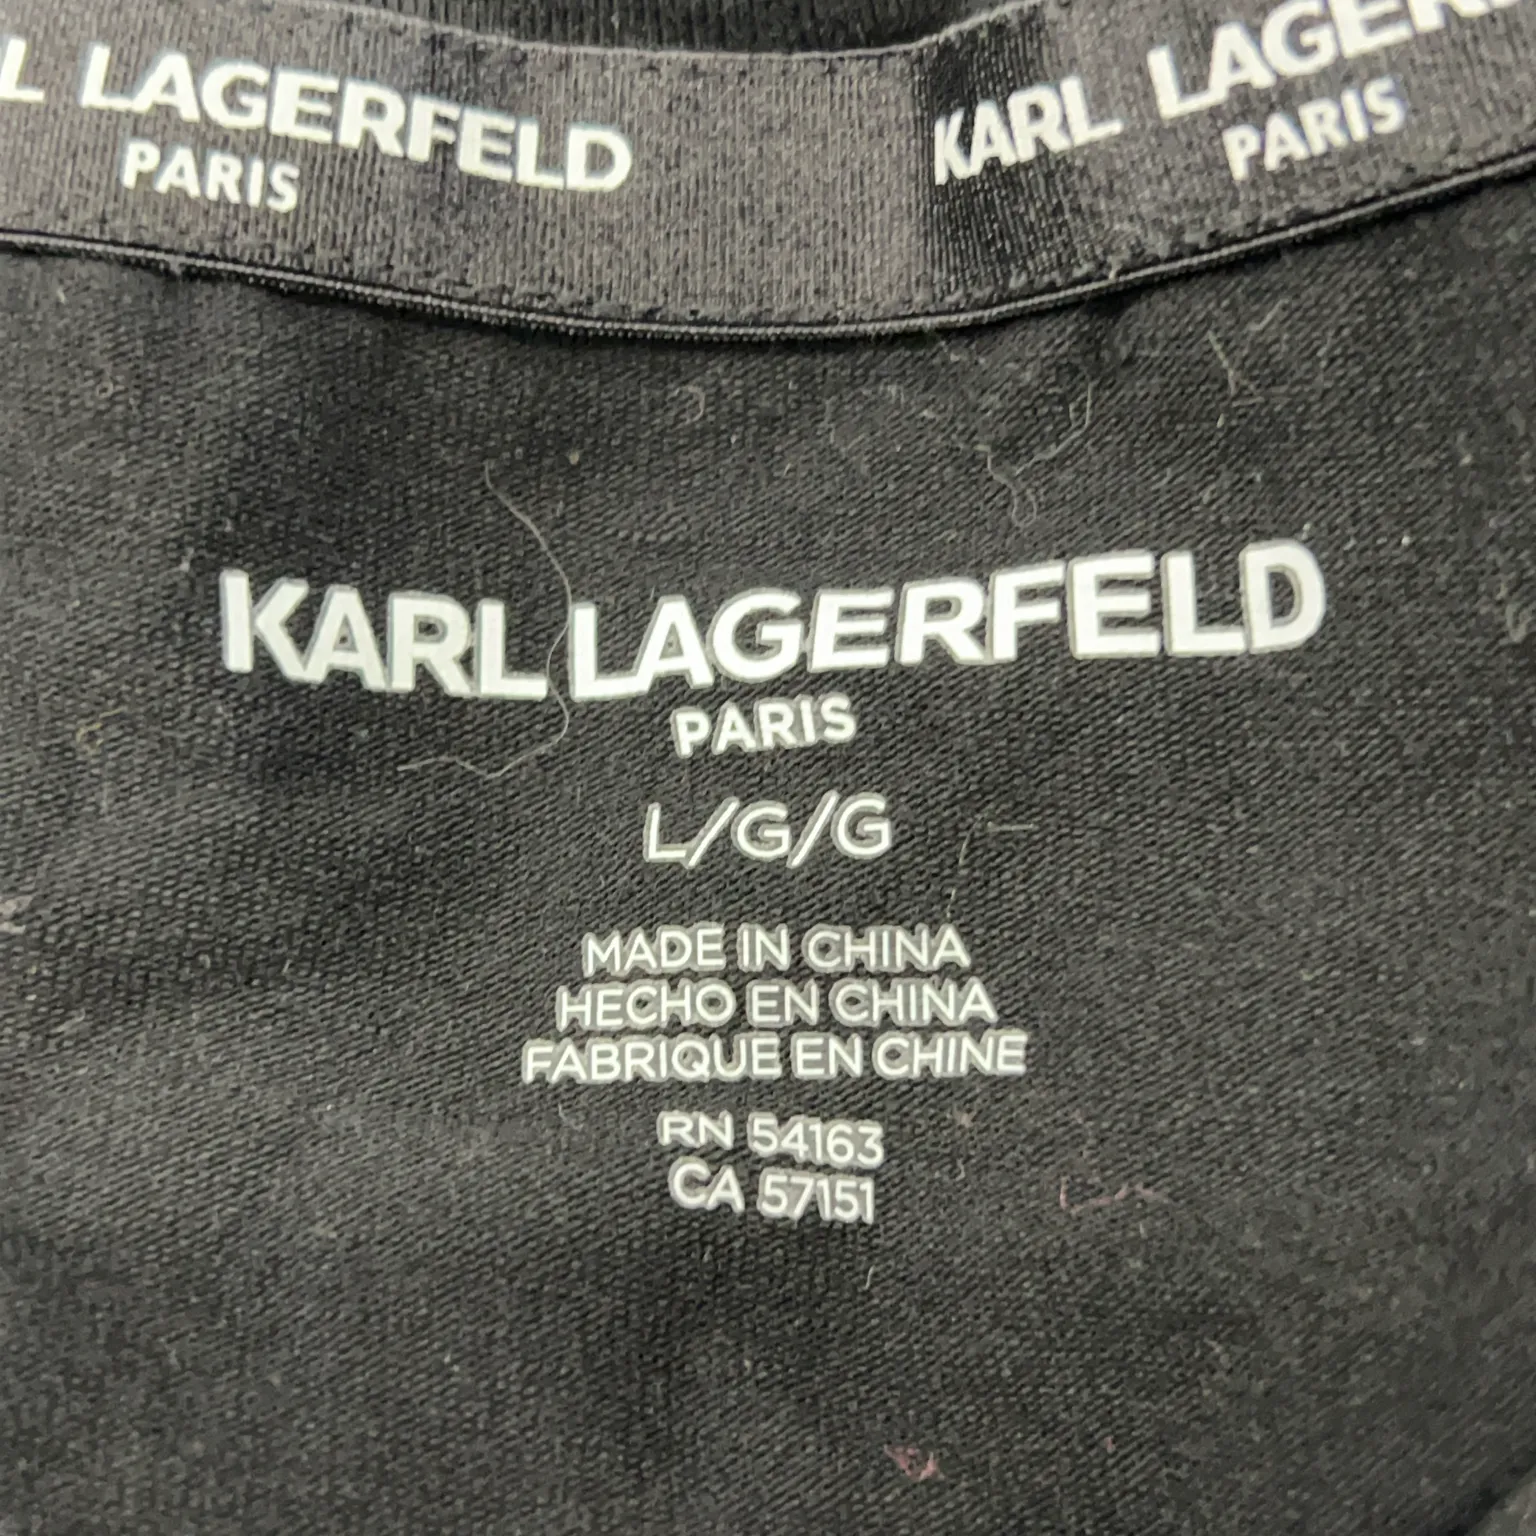 L LAGERFELD
PARIS
KARL LAGER
PARIS
KARL LAGERFELD
PARIS
L/G/G
MADE IN CHINA
HECHO EN CHINA
FABRIQUE EN CHINE
RN 54163
CA 57151